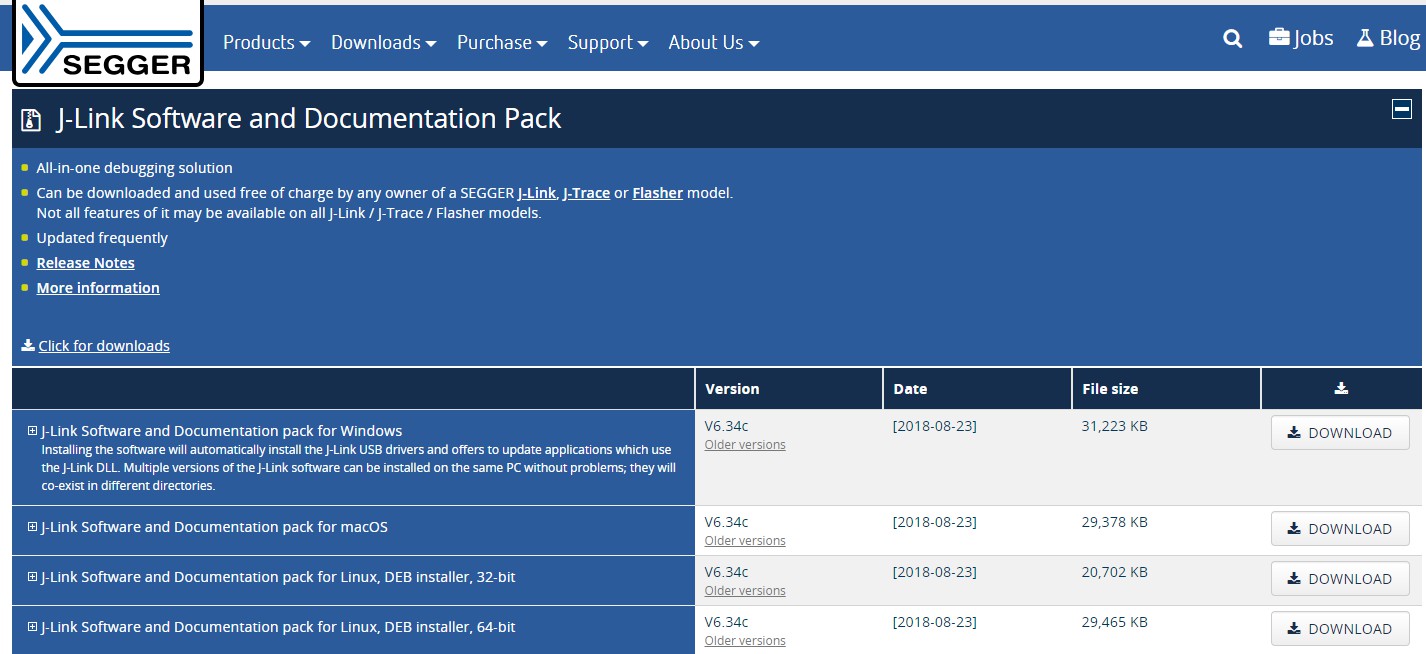 SEGGER
Products Downloads Purchase Support About Us Jobs Blog
J-Link Software and Documentation Pack
All-in-one debugging solution
Can be downloaded and used free of charge by any owner of a SEGGER J-Link, J-Trace or Flasher model.
Not all features of it may be available on all J-Link / J-Trace / Flasher models.
Updated frequently
Release Notes
More information
Click for downloads
Version Date File size
J-Link Software and Documentation pack for Windows
Installing the software will automatically install the J-Link USB drivers and offers to update applications which use
the J-Link DLL. Multiple versions of the J-Link software can be installed on the same PC without problems; they will
co-exist in different directories.
V6.34c [2018-08-23] 31,223 KB DOWNLOAD
Older versions
J-Link Software and Documentation pack for macOS
V6.34c [2018-08-23] 29,378 KB DOWNLOAD
Older versions
J-Link Software and Documentation pack for Linux, DEB installer, 32-bit
V6.34c [2018-08-23] 20,702 KB DOWNLOAD
Older versions
J-Link Software and Documentation pack for Linux, DEB installer, 64-bit
V6.34c [2018-08-23] 29,465 KB DOWNLOAD
Older versions